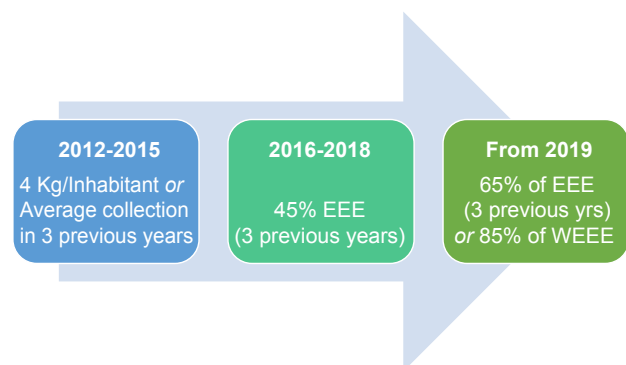 2012-2015
4 Kg/Inhabitant or
Average collection
in 3 previous years
2016-2018
45% EEE
(3 previous years)
From 2019
65% of EEE
(3 previous yrs)
or 85% of WEEE